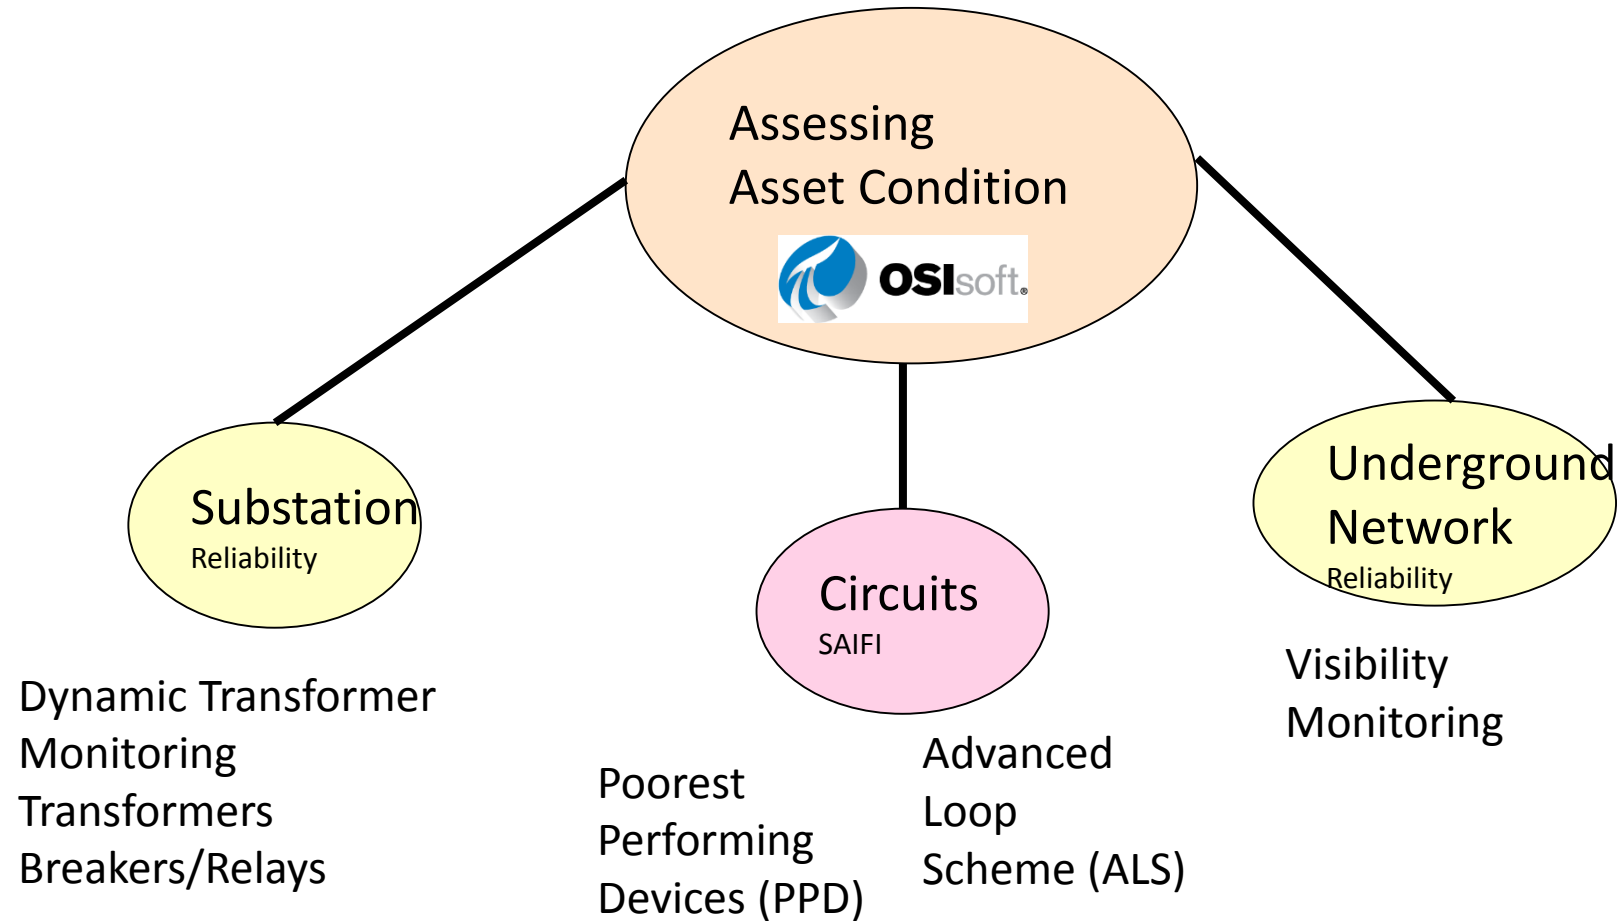 Assessing
Asset Condition
OSIsoft®
Substation
Reliability
Circuits
SAIFI
Underground
Network
Reliability
Dynamic Transformer
Monitoring
Transformers
Breakers/Relays
Poorest
Performing
Devices (PPD)
Advanced
Loop
Scheme (ALS)
Visibility
Monitoring